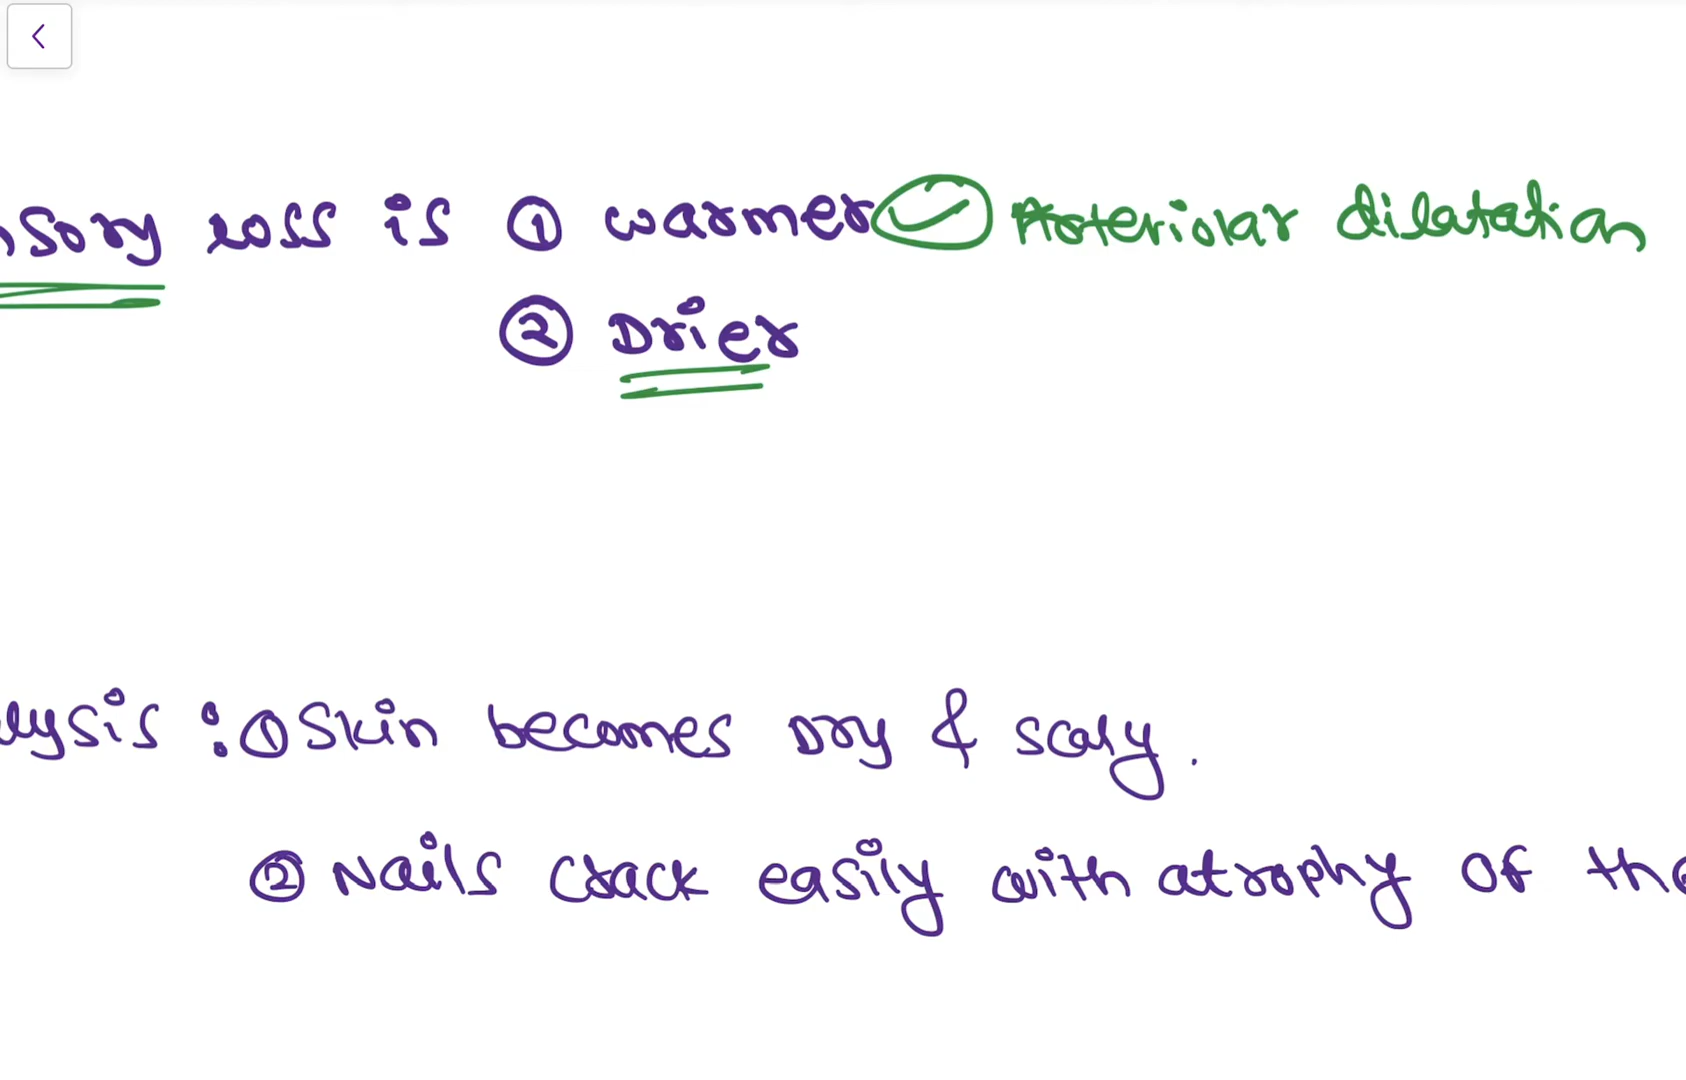 nsory loss is ① warmer Arteriolar dilatation
② Drier
lysis : ① Skin becomes Dry & scaly.
② Nails crack easily with atrophy of the